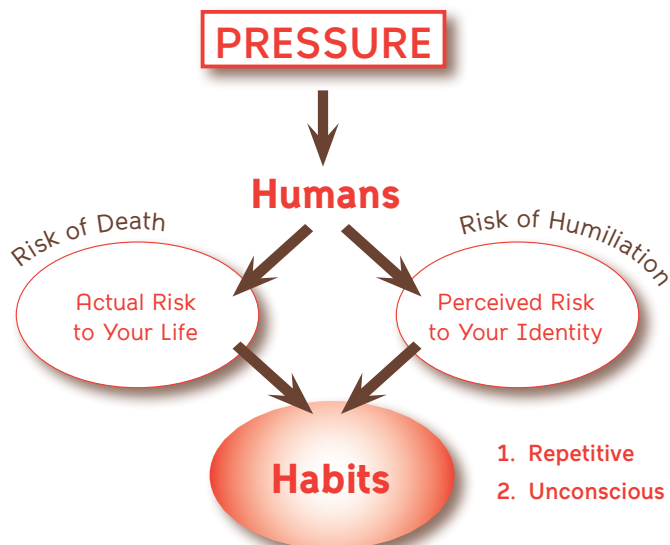 PRESSURE
Humans
Risk of Death
Risk of Humiliation
Actual Risk
to Your Life
Perceived Risk
to Your Identity
Habits
1. Repetitive
2. Unconscious